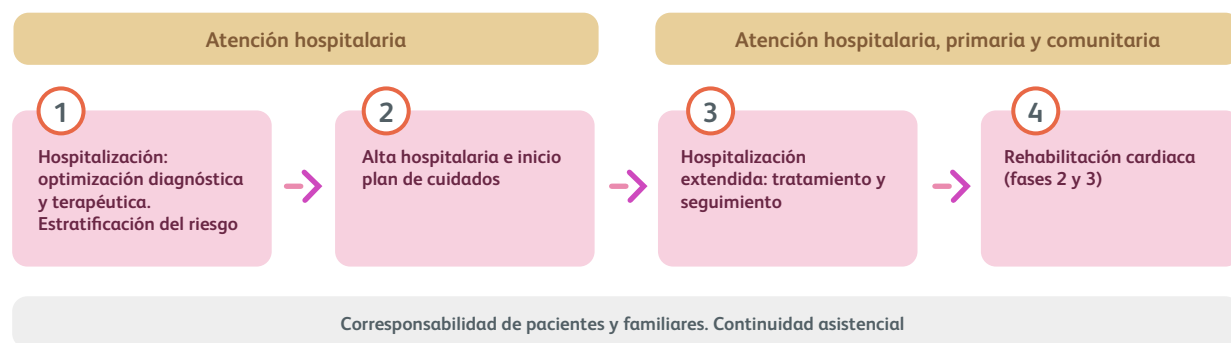 Atención hospitalaria
Atención hospitalaria, primaria y comunitaria
1
Hospitalización:
optimización diagnóstica
y terapéutica.
Estratificación del riesgo
2
Alta hospitalaria e inicio
plan de cuidados
3
Hospitalización
extendida: tratamiento y
seguimiento
4
Rehabilitación cardiaca
(fases 2 y 3)
Corresponsabilidad de pacientes y familiares. Continuidad asistencial